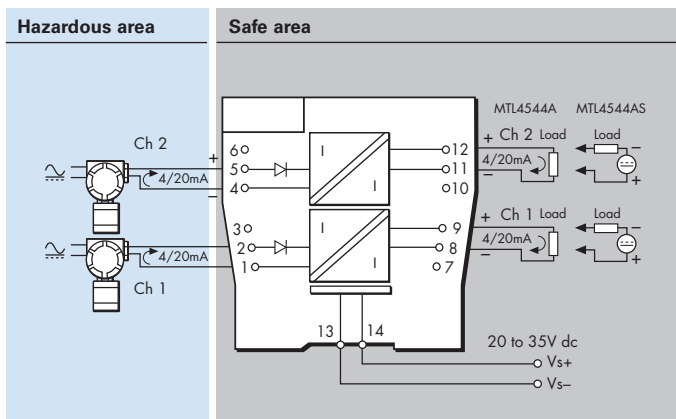 Hazardous area
Safe area
MTL4544A
MTL4544AS
Ch 2
+
6
5
4
–
4/20mA
I
I
12
11
10
+
Ch 2
Load
4/20mA
–
Load
–
+
3
2
1
4/20mA
Ch 1
I
I
9
8
7
+
Ch 1
Load
4/20mA
–
Load
–
+
13
14
20 to 35V dc
Vs+
Vs–